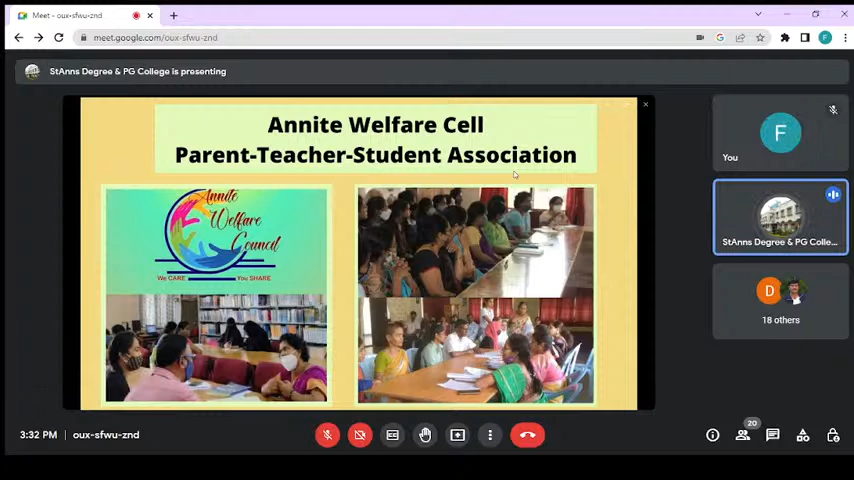 Meet - oux-sfwu-znd
meet.google.com/oux-sfwu-znd
F
StAnns Degree & PG College is presenting
Annite Welfare Cell
Parent-Teacher-Student Association
Annite
Welfare
Council
We CARE
You SHARE
F
You
StAnns Degree & PG Colle...
D
18 others
3:32 PM | oux-sfwu-znd
20